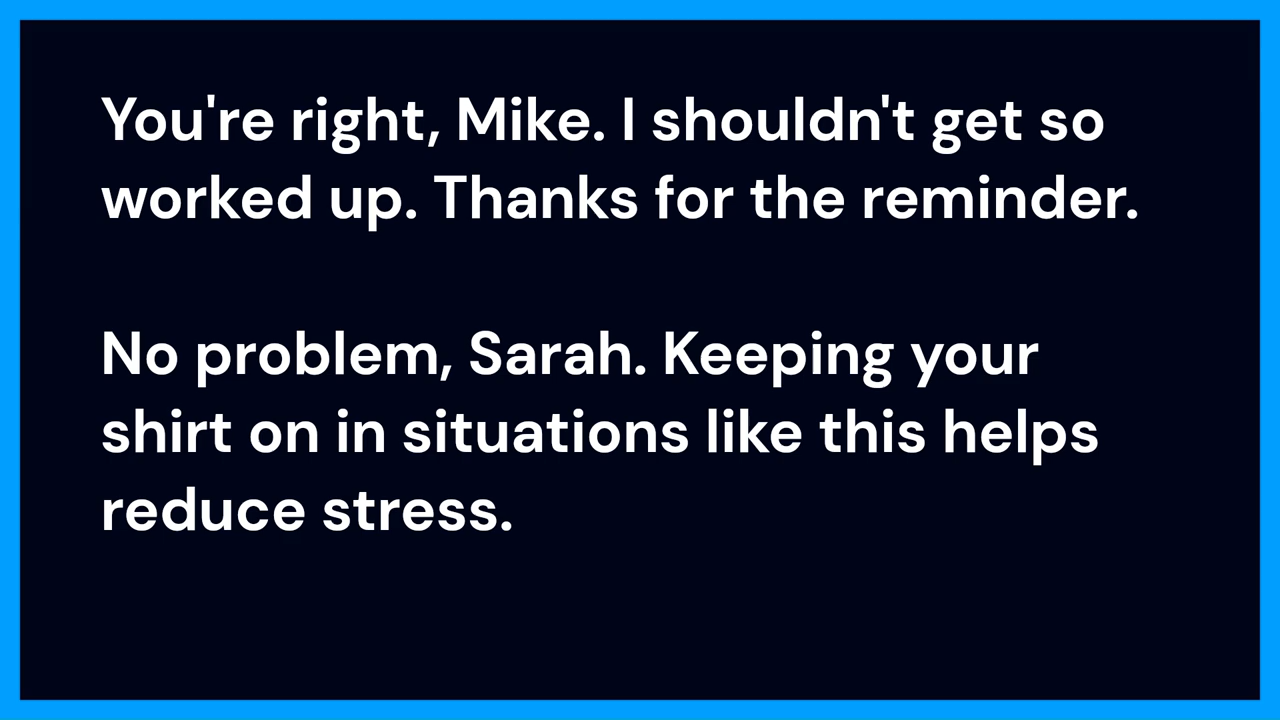 You're right, Mike. I shouldn't get so
worked up. Thanks for the reminder.
No problem, Sarah. Keeping your
shirt on in situations like this helps
reduce stress.